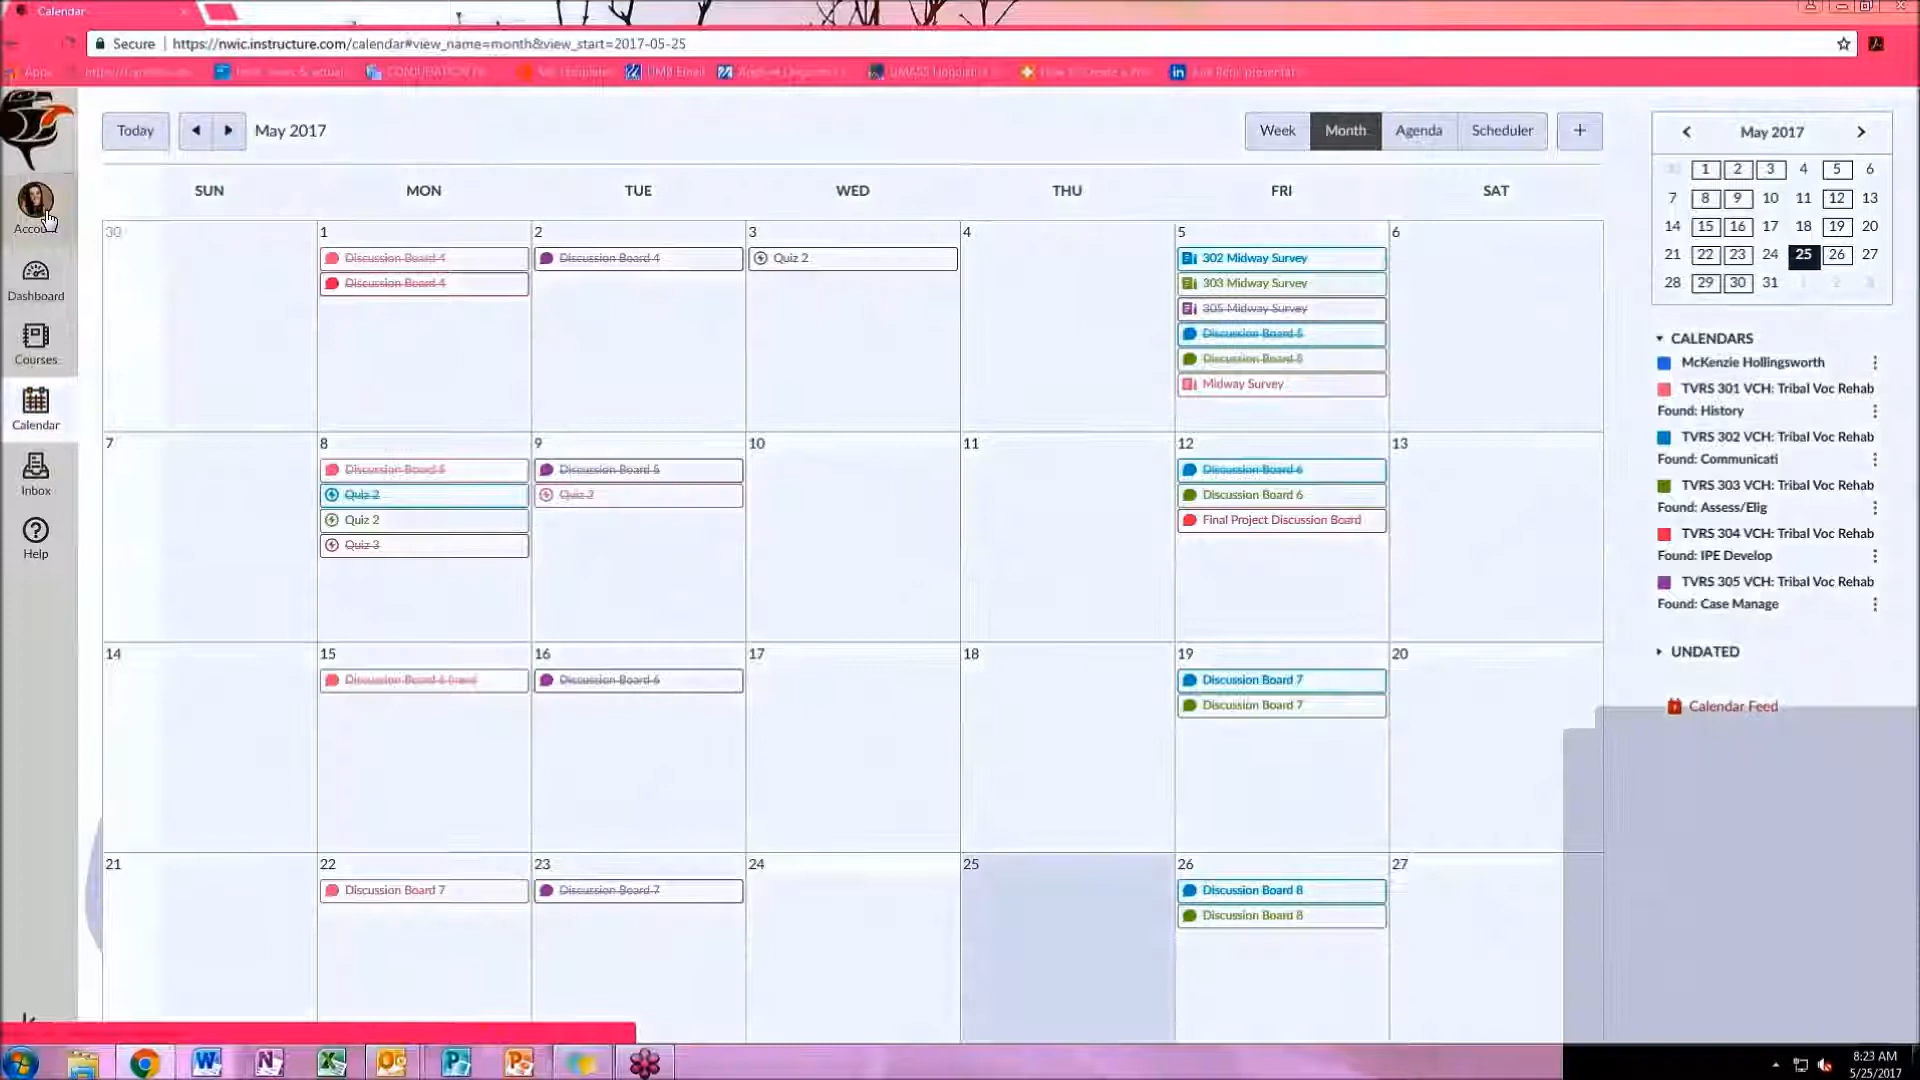 Calendar
Secure | https://nwic.instructure.com/calendar#view_name=month&view_start=2017-05-25
Apps
UMB Email
Today
May 2017
Week
Month
Agenda
Scheduler
+
SUN MON TUE WED THU FRI SAT
30 1 2 3 4 5 6
Discussion Board 4
Discussion Board 4
Discussion Board 4
Quiz 2
302 Midway Survey
303 Midway Survey
305 Midway Survey
Discussion Board 5
Discussion Board 5
Midway Survey
7 8 9 10 11 12 13
Discussion Board 5
Quiz 2
Quiz 2
Quiz 3
Discussion Board 5
Quiz 2
Discussion Board 6
Discussion Board 6
Final Project Discussion Board
14 15 16 17 18 19 20
Discussion Board 6
Discussion Board 6
Discussion Board 7
Discussion Board 7
21 22 23 24 25 26 27
Discussion Board 7
Discussion Board 7
Discussion Board 8
Discussion Board 8
Account
Dashboard
Courses
Calendar
Inbox
Help
May 2017
30 1 2 3 4 5 6
7 8 9 10 11 12 13
14 15 16 17 18 19 20
21 22 23 24 25 26 27
28 29 30 31 1 2 3
CALENDARS
McKenzie Hollingsworth
TVRS 301 VCH: Tribal Voc Rehab
Found: History
TVRS 302 VCH: Tribal Voc Rehab
Found: Communicati
TVRS 303 VCH: Tribal Voc Rehab
Found: Assess/Elig
TVRS 304 VCH: Tribal Voc Rehab
Found: IPE Develop
TVRS 305 VCH: Tribal Voc Rehab
Found: Case Manage
UNDATED
Calendar Feed
8:23 AM
5/25/2017